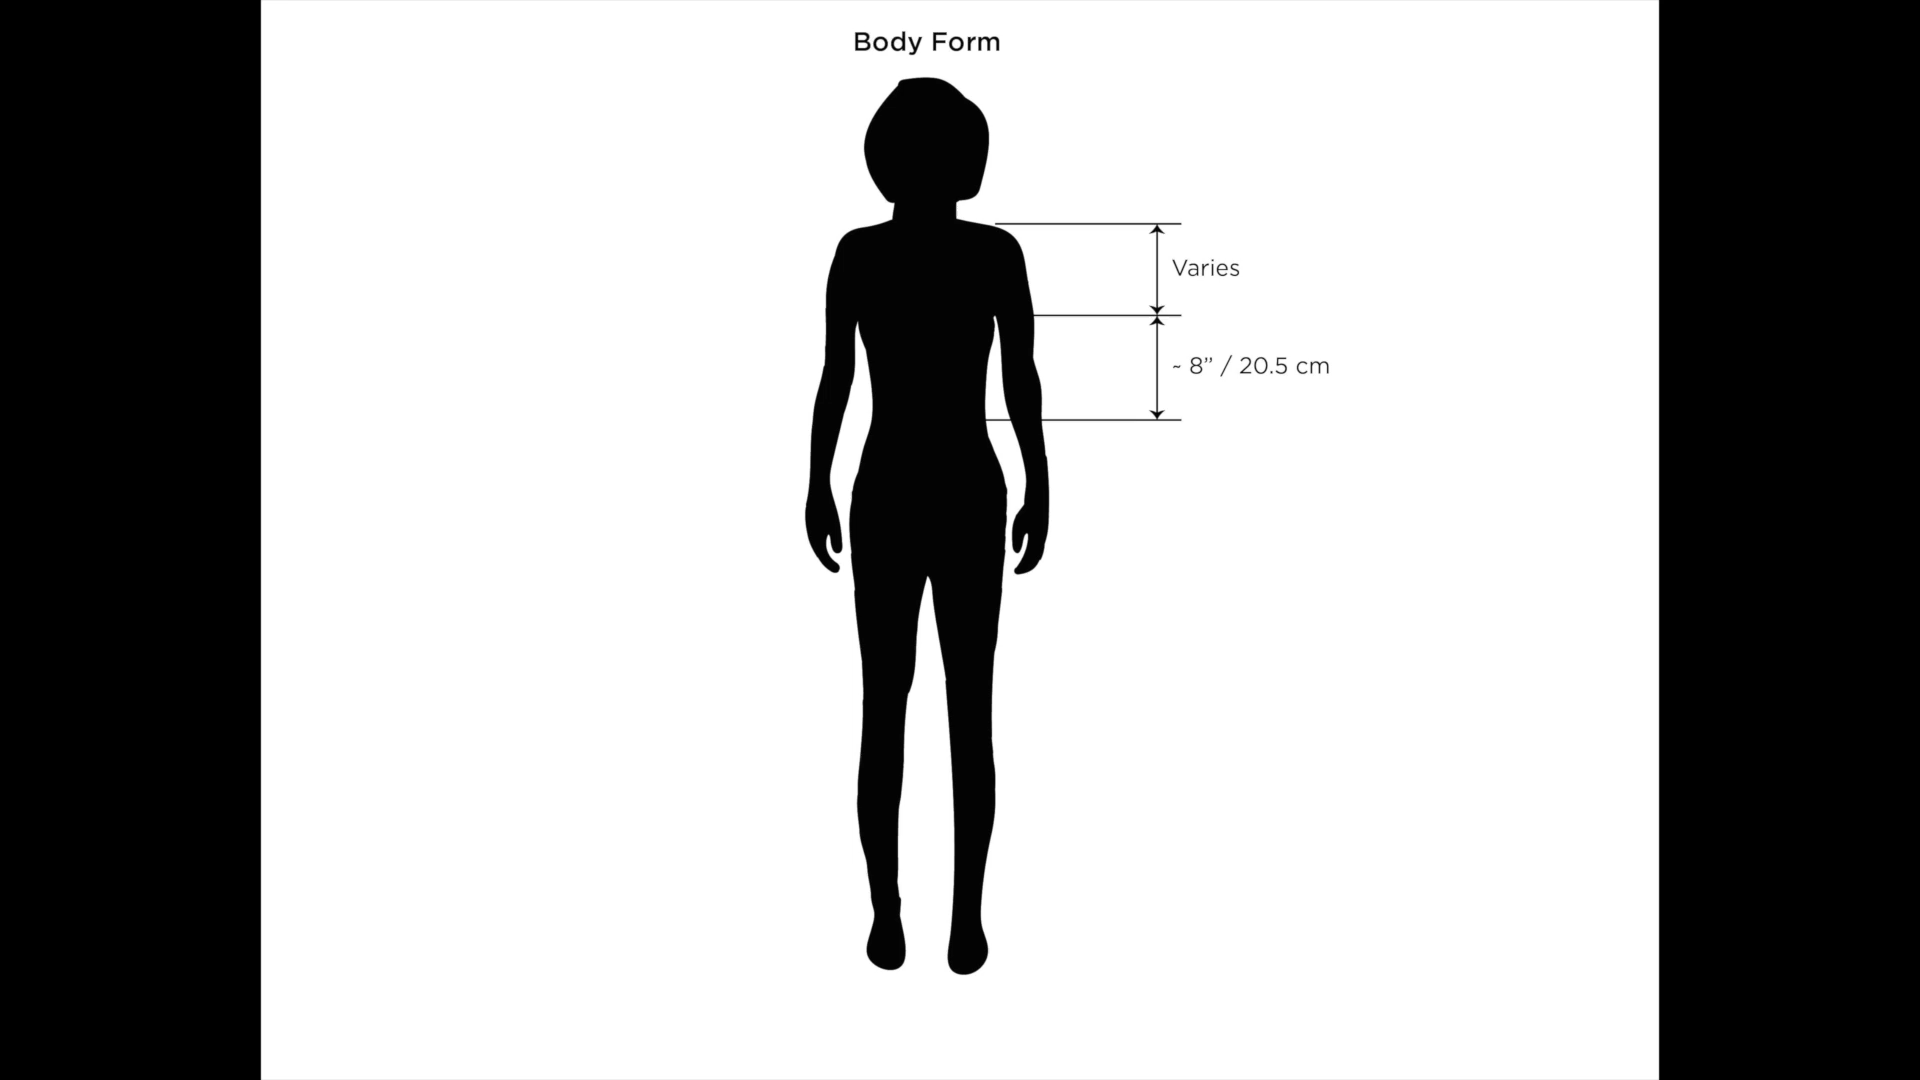 Body Form
Varies
~ 8” / 20.5 cm